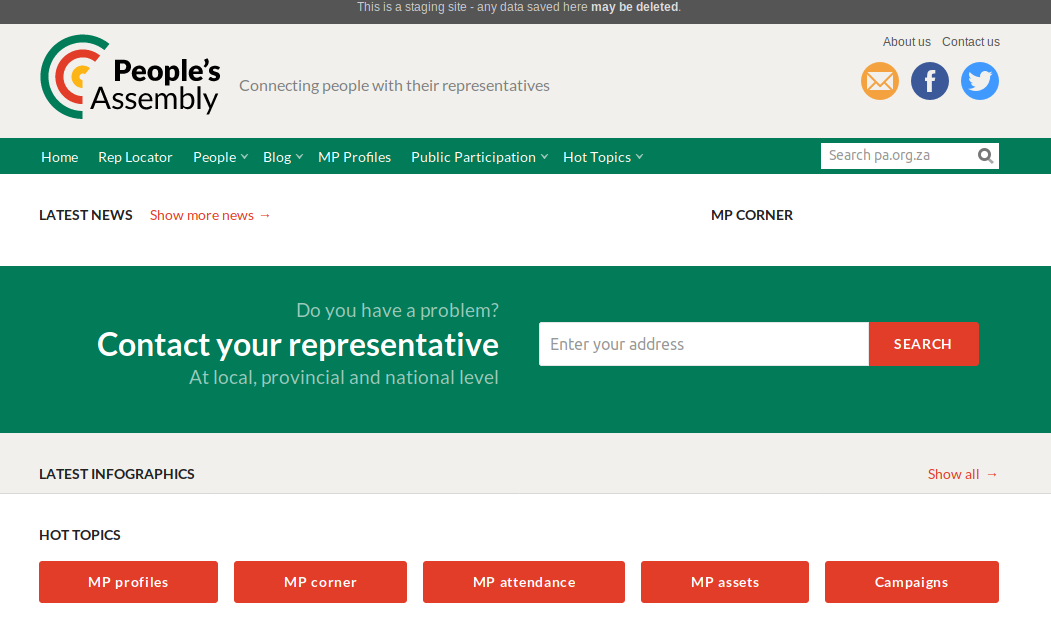 This is a staging site - any data saved here may be deleted.
About us Contact us
People's
Assembly
Connecting people with their representatives
f
Home Rep Locator People Blog MP Profiles Public Participation Hot Topics Search pa.org.za
LATEST NEWS Show more news → MP CORNER
Do you have a problem?
Contact your representative
At local, provincial and national level
Enter your address SEARCH
LATEST INFOGRAPHICS Show all →
HOT TOPICS
MP profiles MP corner MP attendance MP assets Campaigns